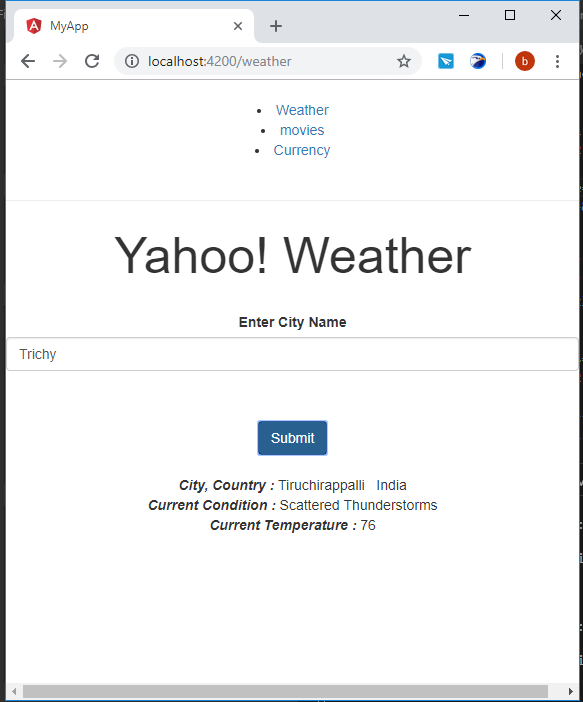 MyApp
localhost:4200/weather
b
Weather
movies
Currency
Yahoo! Weather
Enter City Name
Trichy
Submit
City, Country : Tiruchirappalli India
Current Condition : Scattered Thunderstorms
Current Temperature : 76